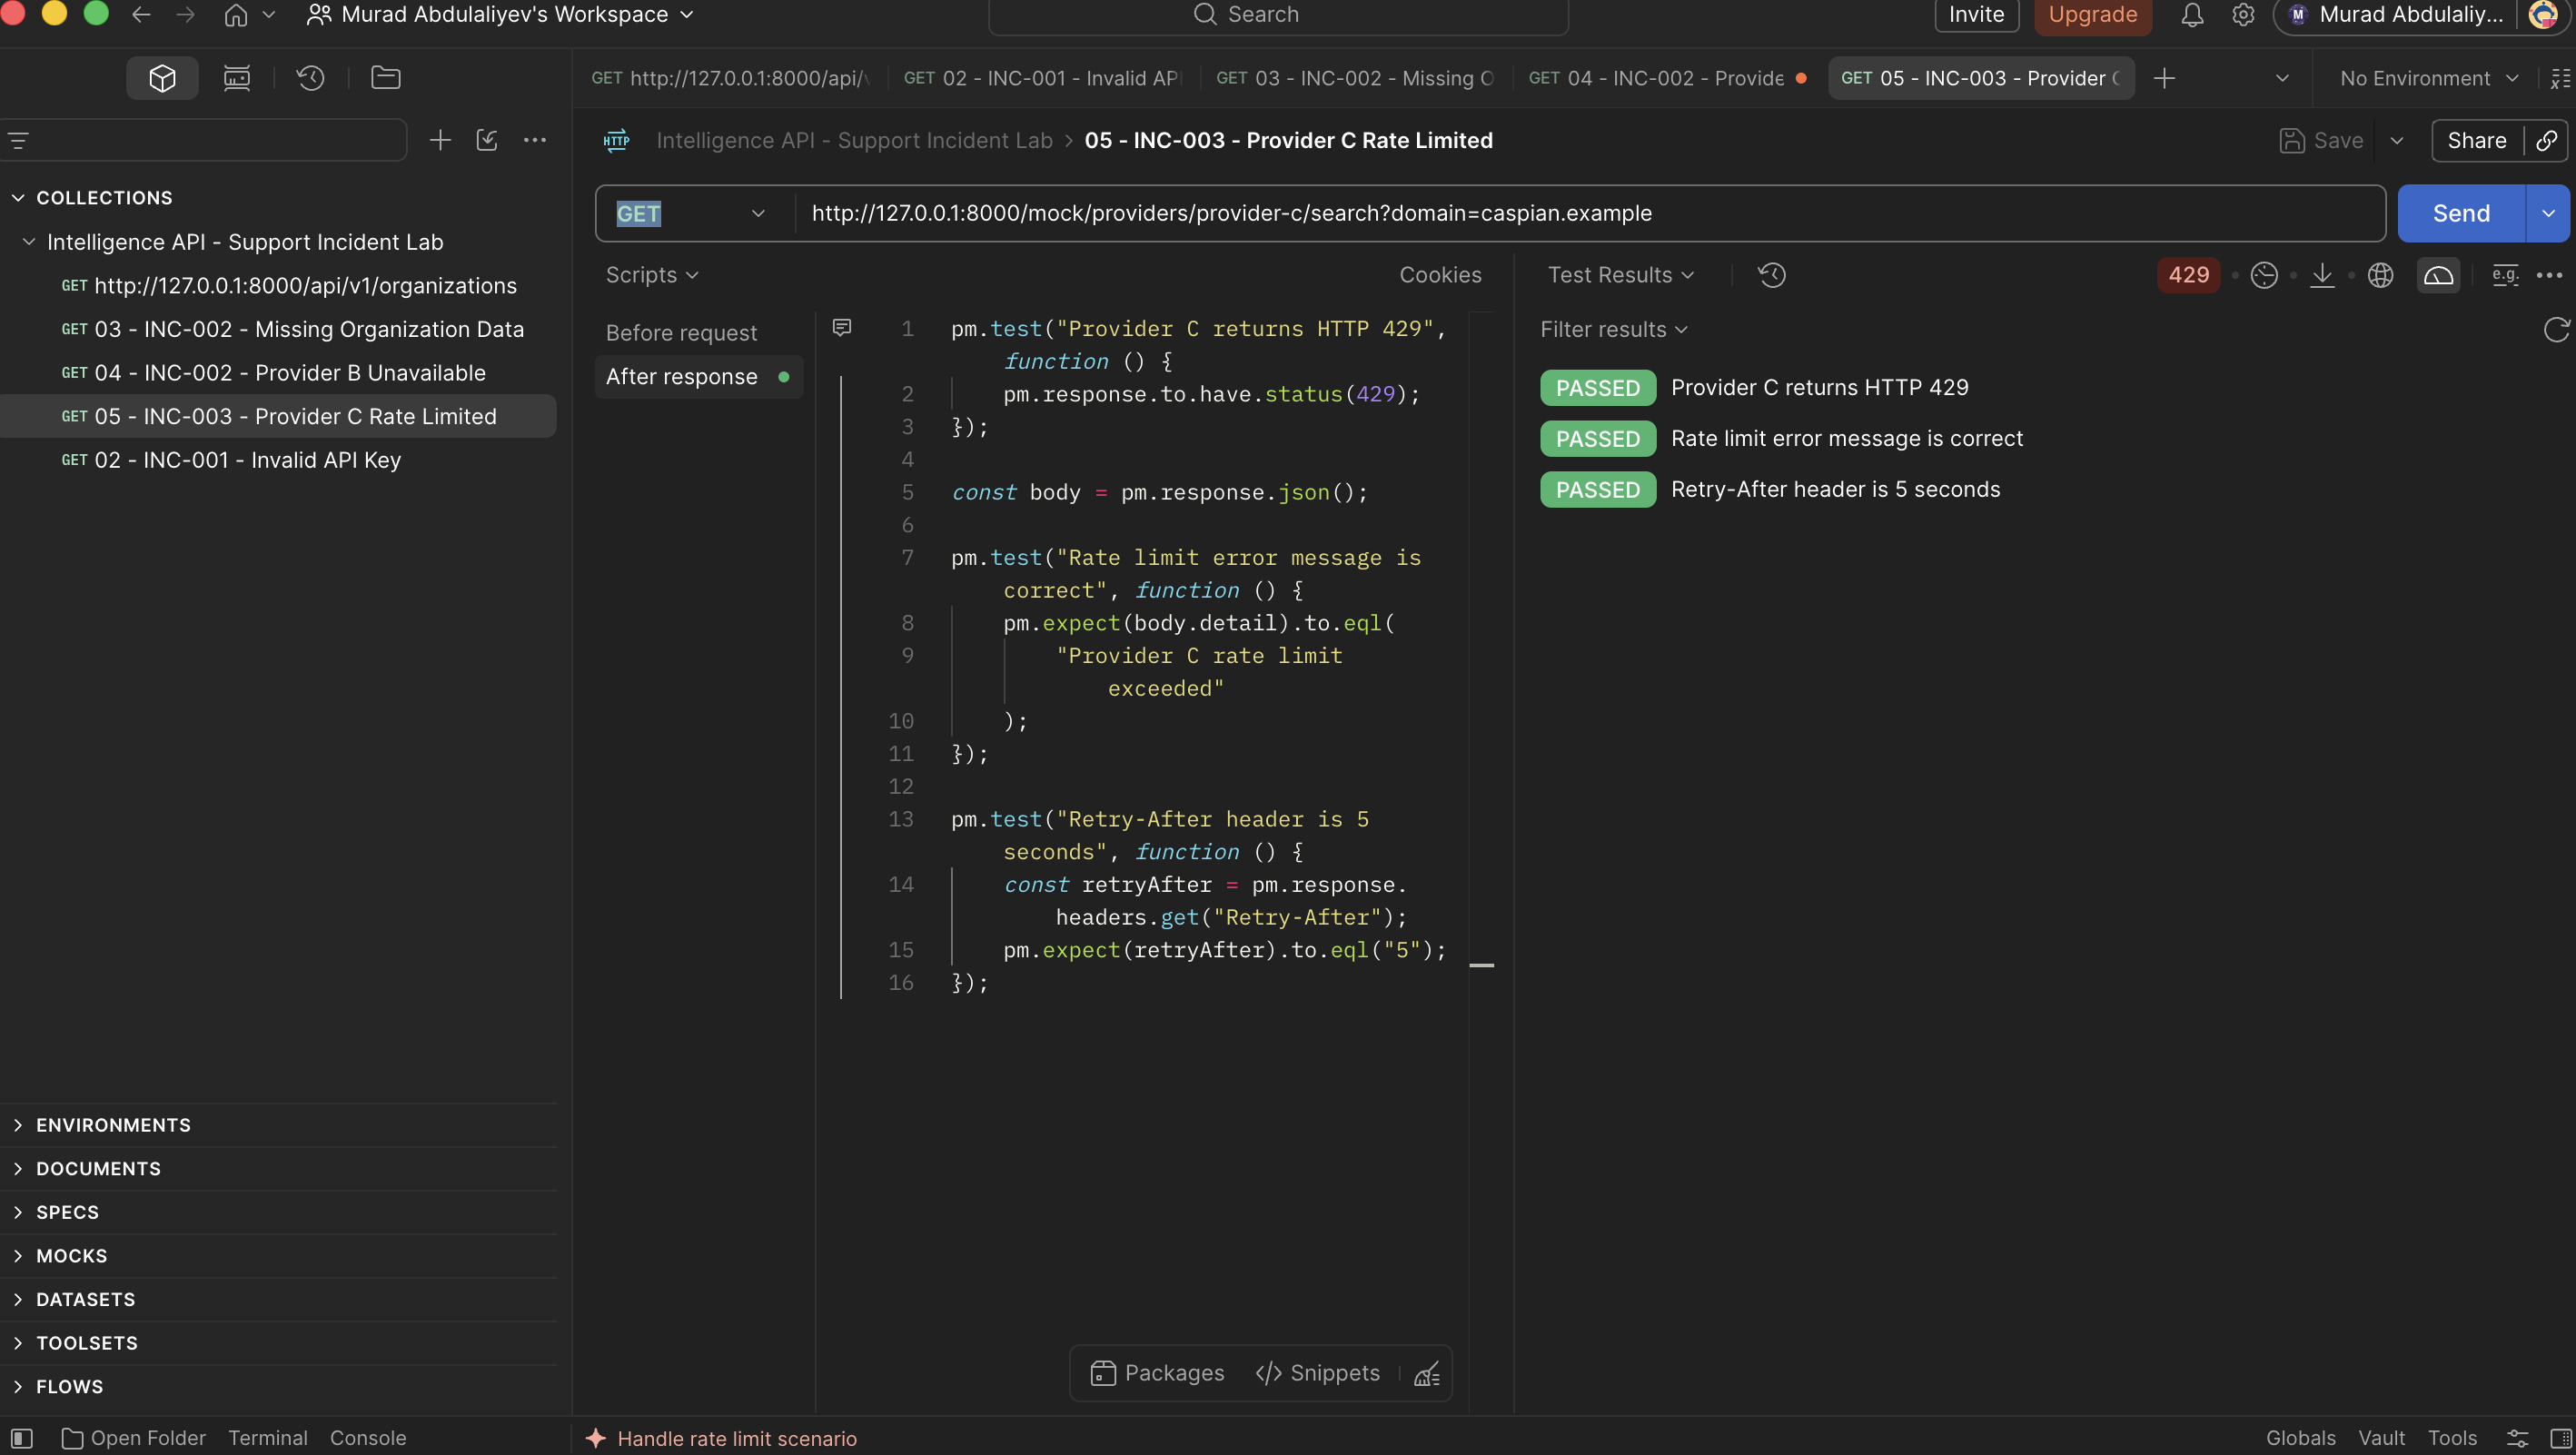 Murad Abdulaliyev's Workspace
Search
Invite
Upgrade
M
Murad Abdulaliy...
GET http://127.0.0.1:8000/api/
GET 02 - INC-001 - Invalid AP
GET 03 - INC-002 - Missing O
GET 04 - INC-002 - Provide
GET 05 - INC-003 - Provider C
No Environment
HTTP
Intelligence API - Support Incident Lab > 05 - INC-003 - Provider C Rate Limited
Save
Share
COLLECTIONS
Intelligence API - Support Incident Lab
GET http://127.0.0.1:8000/api/v1/organizations
GET 03 - INC-002 - Missing Organization Data
GET 04 - INC-002 - Provider B Unavailable
GET 05 - INC-003 - Provider C Rate Limited
GET 02 - INC-001 - Invalid API Key
ENVIRONMENTS
DOCUMENTS
SPECS
MOCKS
DATASETS
TOOLSETS
FLOWS
GET
http://127.0.0.1:8000/mock/providers/provider-c/search?domain=caspian.example
Send
Scripts
Cookies
Before request
After response
1 pm.test("Provider C returns HTTP 429",
function () {
2 pm.response.to.have.status(429);
3 });
4
5 const body = pm.response.json();
6
7 pm.test("Rate limit error message is
correct", function () {
8 pm.expect(body.detail).to.eql(
9 "Provider C rate limit
exceeded"
10 );
11 });
12
13 pm.test("Retry-After header is 5
seconds", function () {
14 const retryAfter = pm.response.
headers.get("Retry-After");
15 pm.expect(retryAfter).to.eql("5");
16 });
Packages
</> Snippets
Test Results
429
e.g.
Filter results
PASSED Provider C returns HTTP 429
PASSED Rate limit error message is correct
PASSED Retry-After header is 5 seconds
Open Folder
Terminal
Console
Handle rate limit scenario
Globals
Vault
Tools